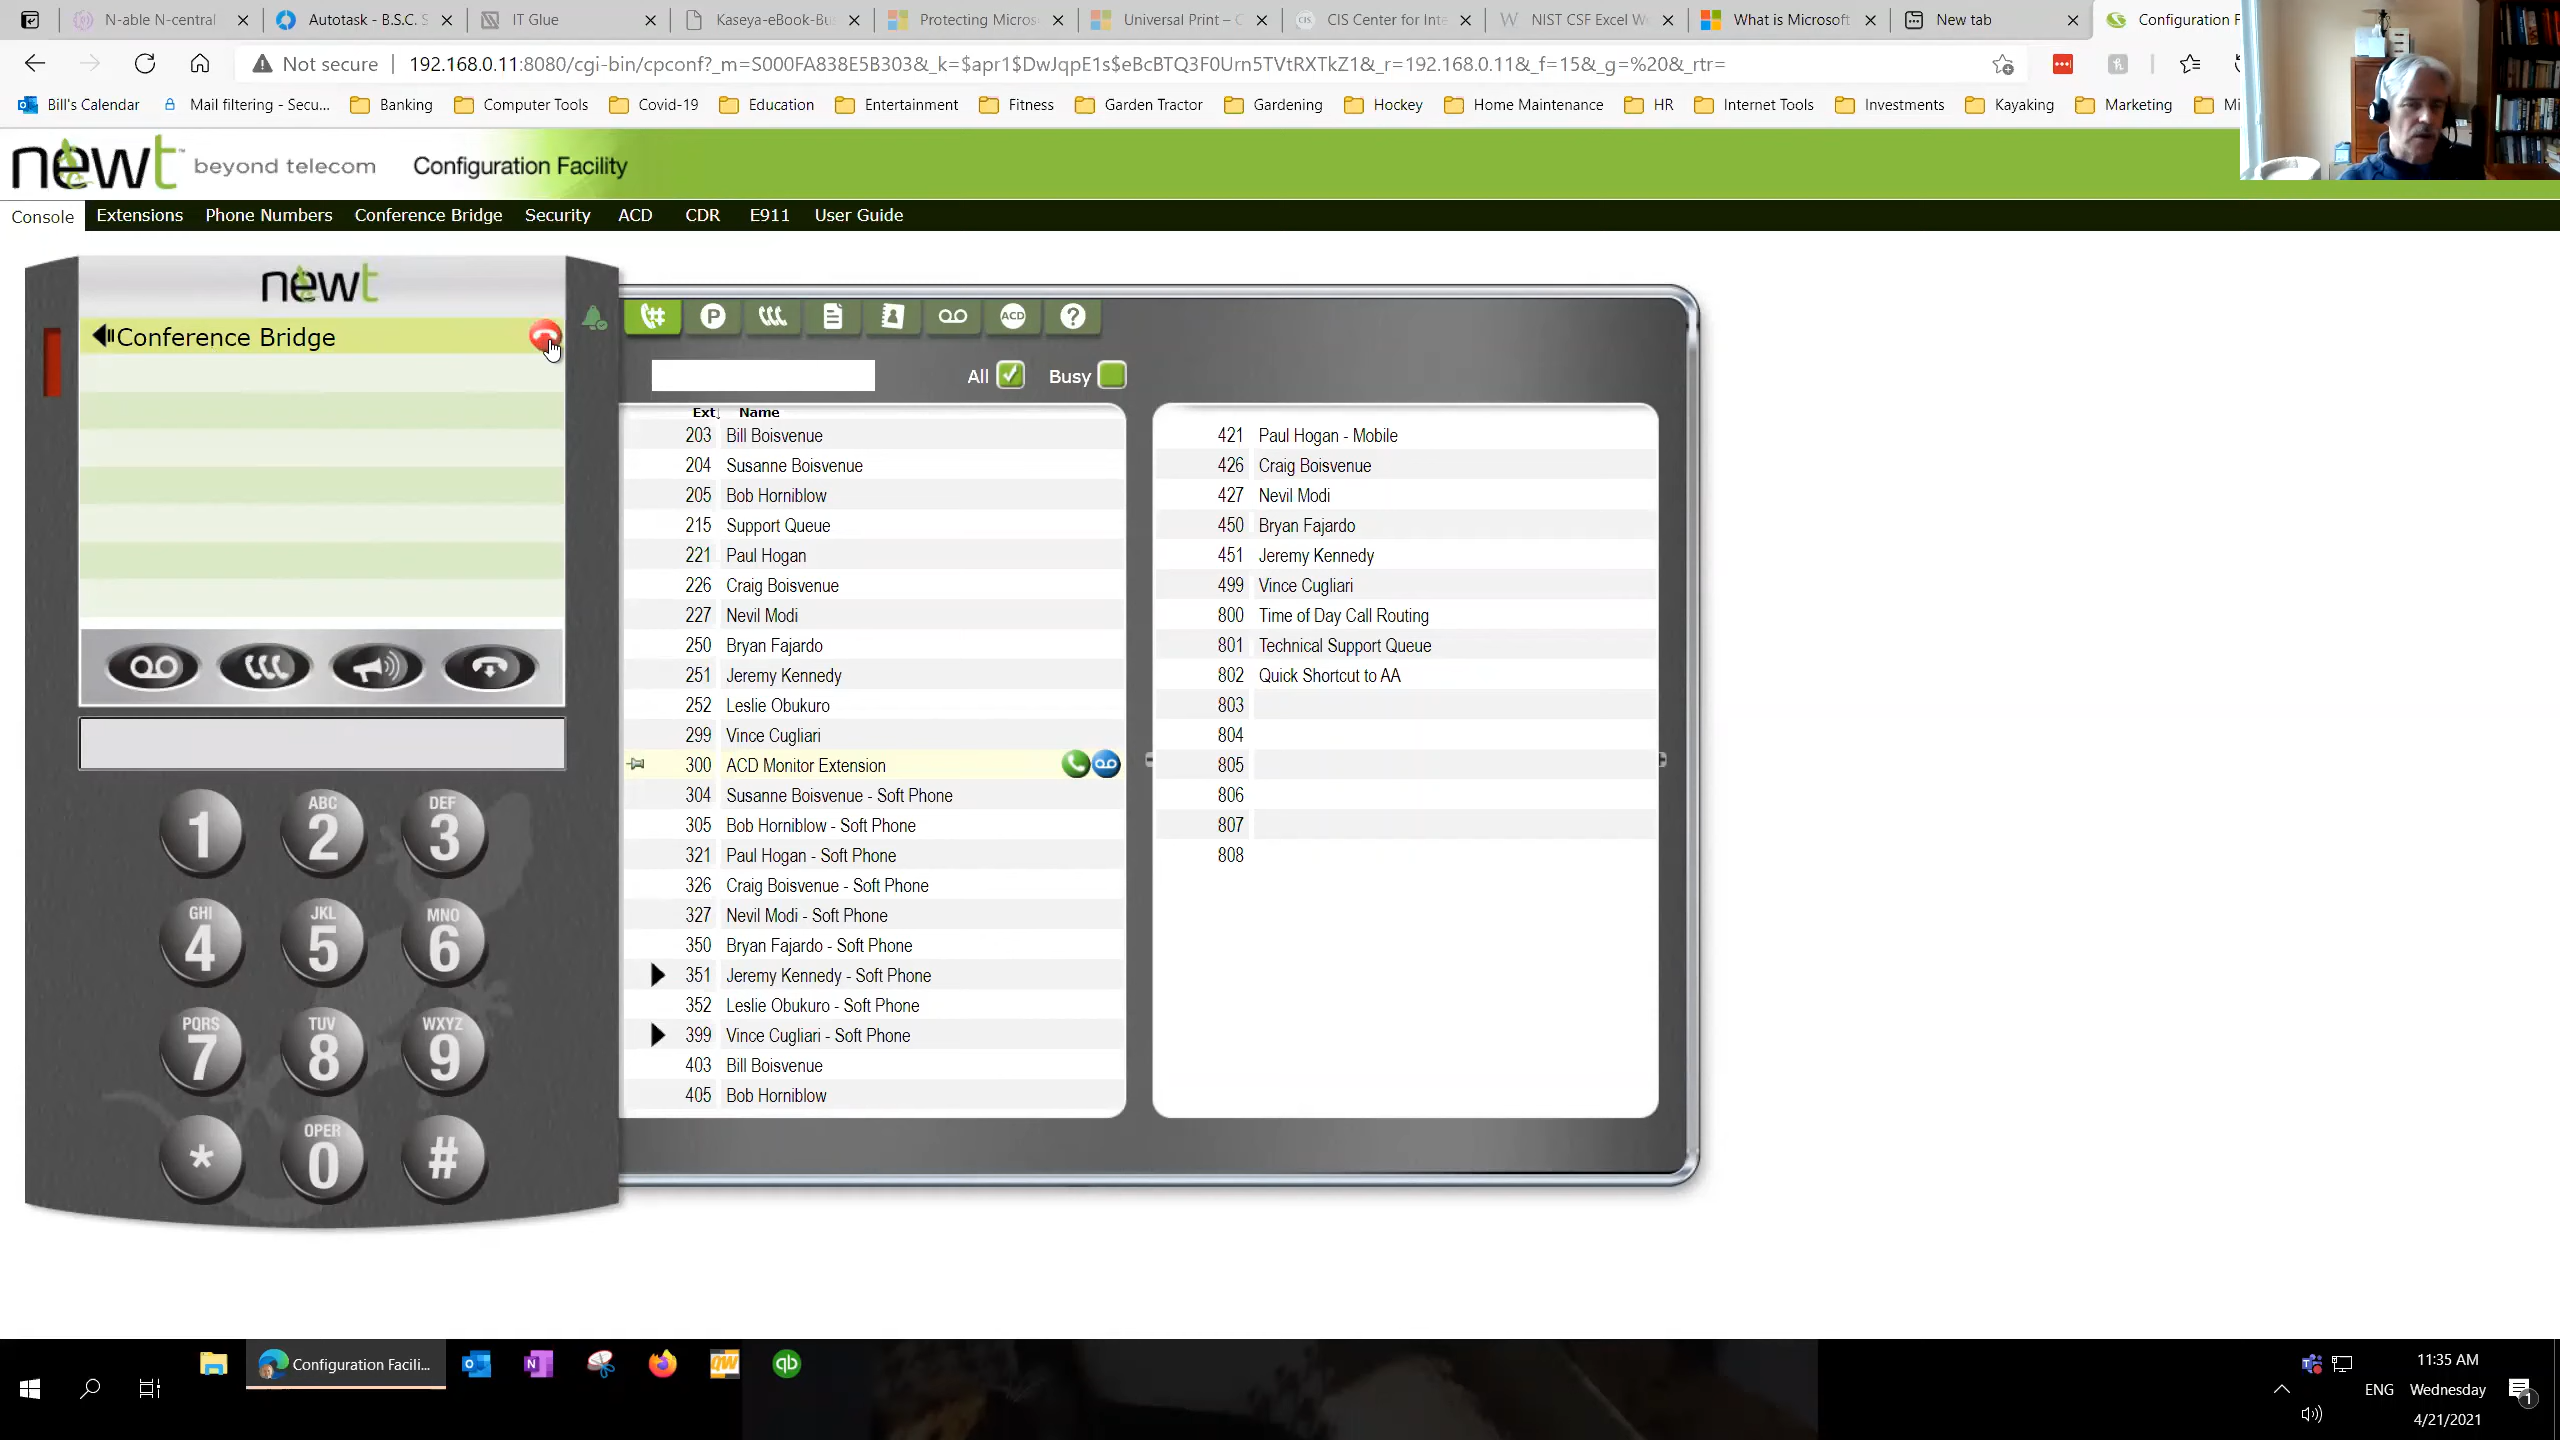 N-able N-central
Autotask - B.S.C. S
IT Glue
Kaseya-eBook-Bu
Protecting Micros
Universal Print – C
CIS Center for Inte
NIST CSF Excel W
What is Microsoft
New tab
Configuration F
Not secure
192.168.0.11:8080/cgi-bin/cpconf?_m=S000FA838E5B303&_k=$apr1$DwJqpE1s$eBcBTQ3F0Urn5TVtRXTkZ1&_r=192.168.0.11&_f=15&_g=%20&_rtr=
Bill's Calendar
Mail filtering - Secu...
Banking
Computer Tools
Covid-19
Education
Entertainment
Fitness
Garden Tractor
Gardening
Hockey
Home Maintenance
HR
Internet Tools
Investments
Kayaking
Marketing
Mi
newt beyond telecom
Configuration Facility
Console
Extensions
Phone Numbers
Conference Bridge
Security
ACD
CDR
E911
User Guide
newt
Conference Bridge
P
ACD
?
All
Busy
Ext Name
203 Bill Boisvenue
204 Susanne Boisvenue
205 Bob Horniblow
215 Support Queue
221 Paul Hogan
226 Craig Boisvenue
227 Nevil Modi
250 Bryan Fajardo
251 Jeremy Kennedy
252 Leslie Obukuro
299 Vince Cugliari
300 ACD Monitor Extension
304 Susanne Boisvenue - Soft Phone
305 Bob Horniblow - Soft Phone
321 Paul Hogan - Soft Phone
326 Craig Boisvenue - Soft Phone
327 Nevil Modi - Soft Phone
350 Bryan Fajardo - Soft Phone
351 Jeremy Kennedy - Soft Phone
352 Leslie Obukuro - Soft Phone
399 Vince Cugliari - Soft Phone
403 Bill Boisvenue
405 Bob Horniblow
421 Paul Hogan - Mobile
426 Craig Boisvenue
427 Nevil Modi
450 Bryan Fajardo
451 Jeremy Kennedy
499 Vince Cugliari
800 Time of Day Call Routing
801 Technical Support Queue
802 Quick Shortcut to AA
803
804
805
806
807
808
1
ABC
2
DEF
3
GHI
4
JKL
5
MNO
6
PQRS
7
TUV
8
WXYZ
9
*
OPER
0
#
Configuration Facili...
qb
11:35 AM
ENG
Wednesday
1
4/21/2021